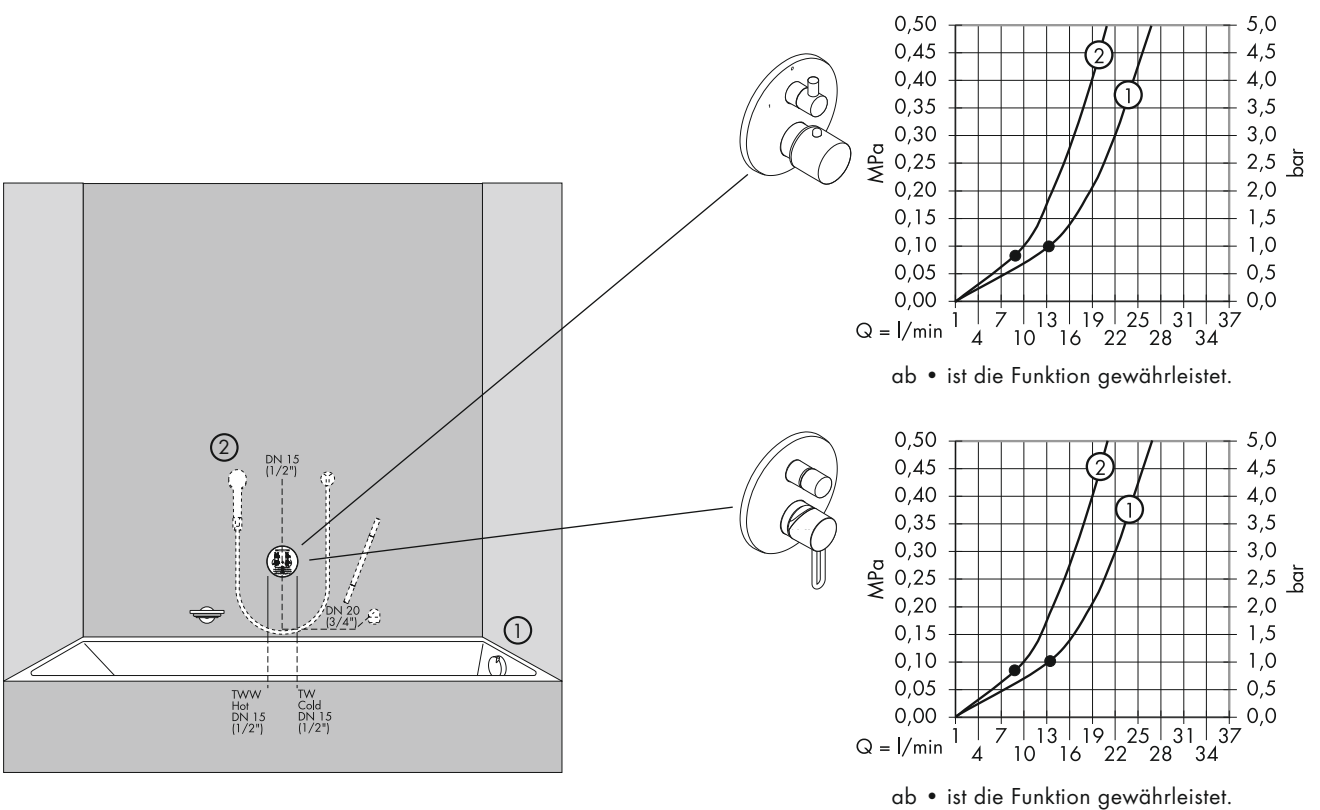 0,50 5,0
0,45 2 4,5
0,40 4,0
0,35 1 3,5
0,30 3,0
MPa
0,25 2,5
bar
0,20 2,0
0,15 1,5
0,10 1,0
0,05 0,5
0,00 0,0
1 7 13 19 25 31 37
Q = l/min
4 10 16 22 28 34
ab • ist die Funktion gewährleistet.
2
DN 15
(1/2")
DN 20
(3/4")
1
TWW
Hot
DN 15
(1/2")
TW
Cold
DN 15
(1/2")
0,50 5,0
0,45 2 4,5
0,40 4,0
0,35 1 3,5
0,30 3,0
MPa
0,25 2,5
bar
0,20 2,0
0,15 1,5
0,10 1,0
0,05 0,5
0,00 0,0
1 7 13 19 25 31 37
Q = l/min
4 10 16 22 28 34
ab • ist die Funktion gewährleistet.